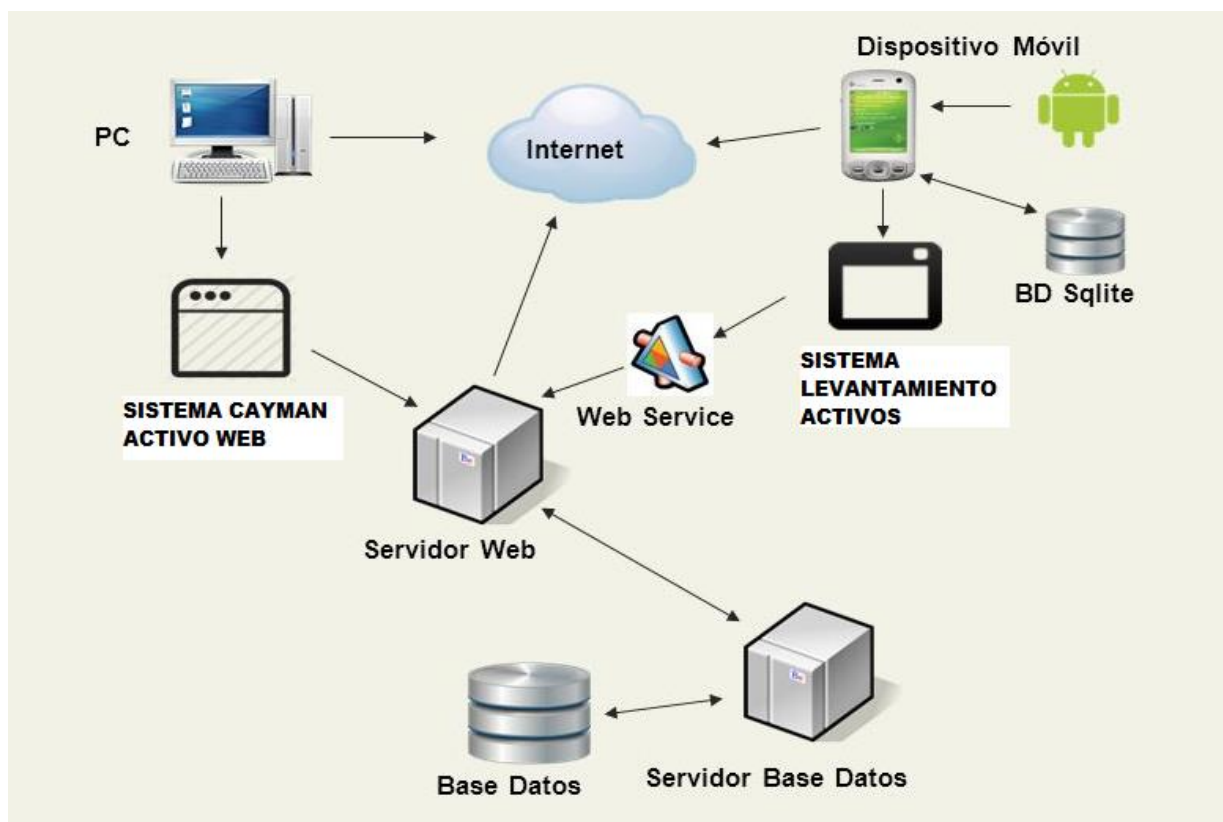 Dispositivo Móvil
PC
Internet
BD Sqlite
SISTEMA CAYMAN
ACTIVO WEB
Web Service
SISTEMA
LEVANTAMIENTO
ACTIVOS
Servidor Web
Base Datos
Servidor Base Datos